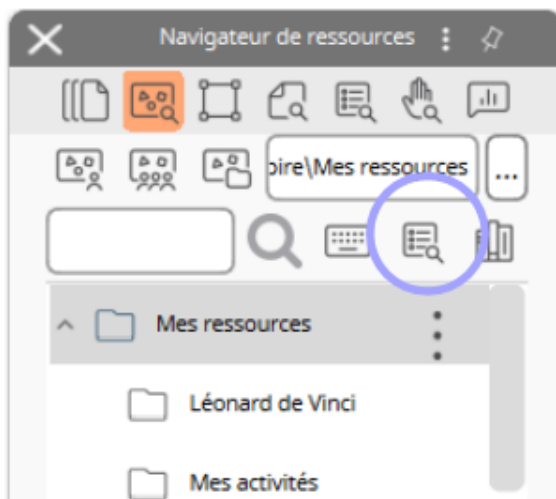 Navigateur de ressources
oire\Mes ressources
...
Mes ressources
Léonard de Vinci
Mes activités